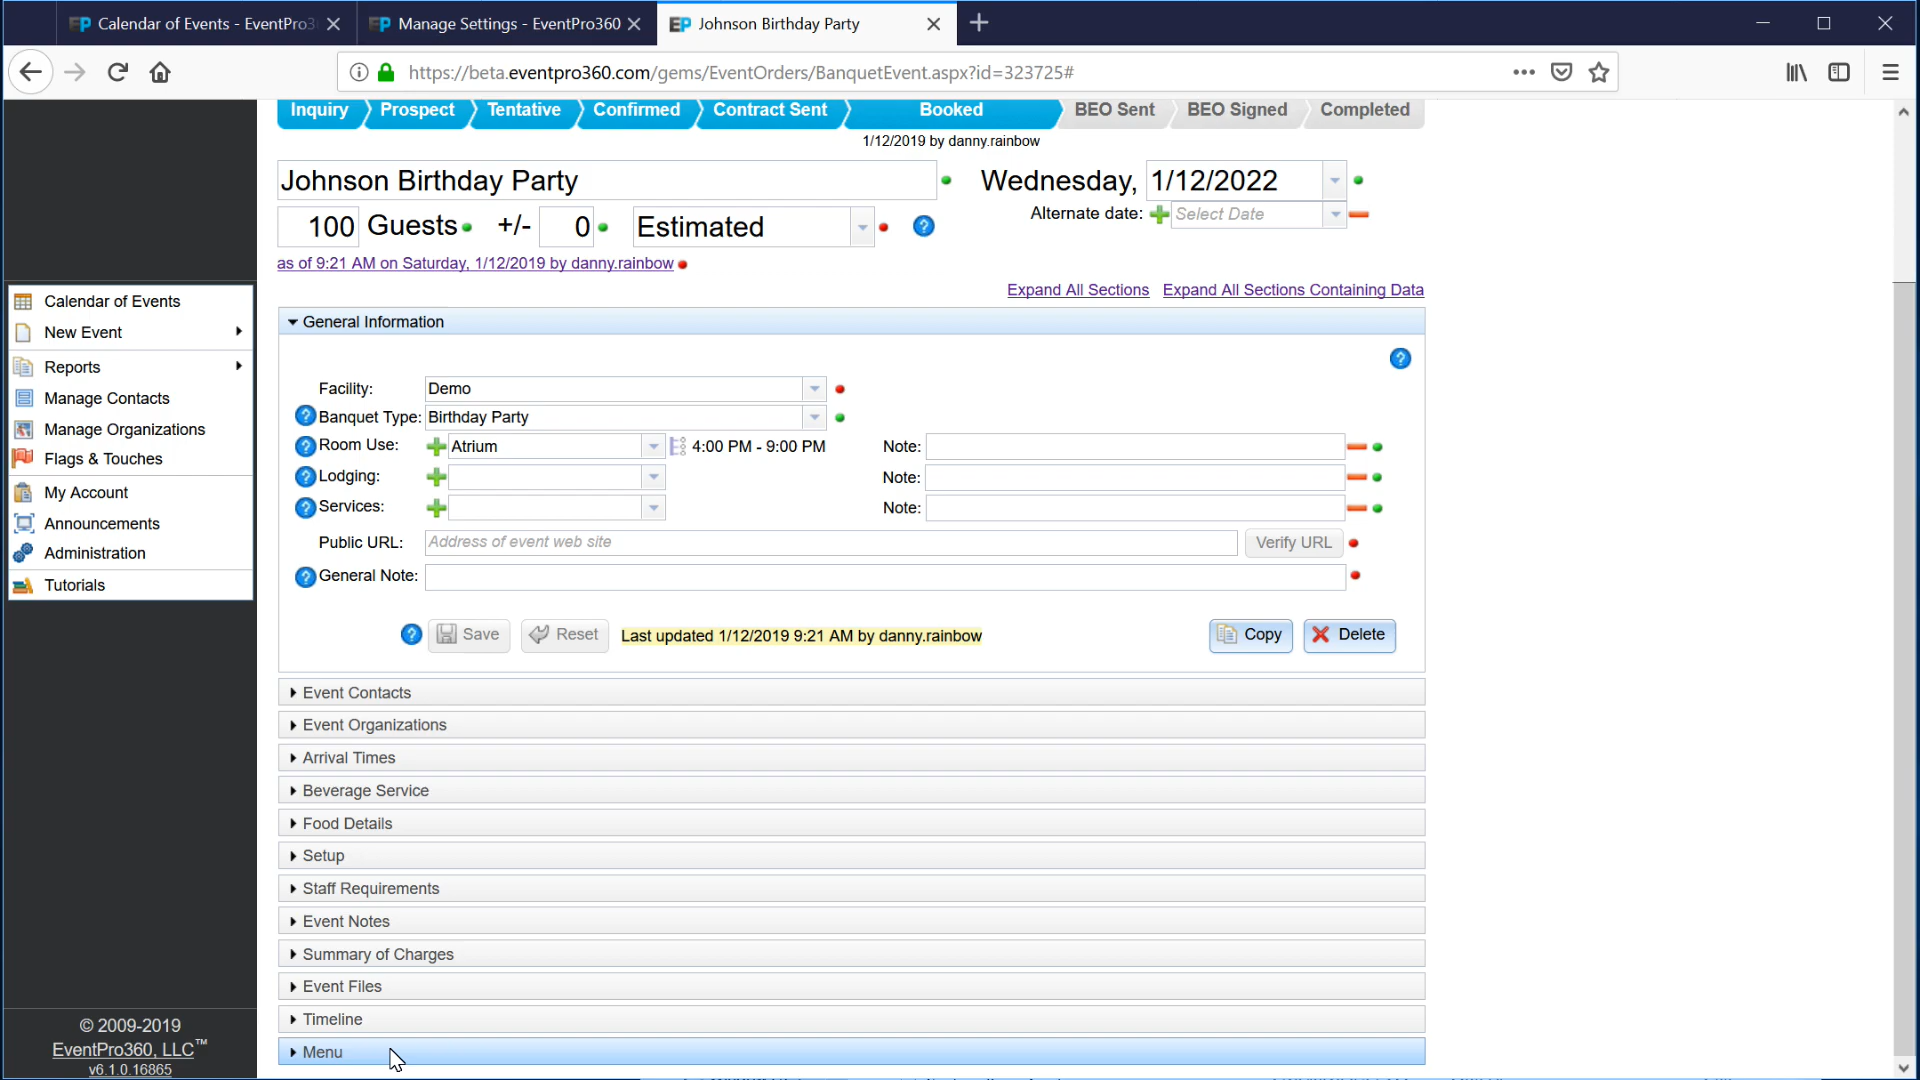 Calendar of Events - EventPro3
Manage Settings - EventPro360
Johnson Birthday Party
https://beta.eventpro360.com/gems/EventOrders/BanquetEvent.aspx?id=323725#
Inquiry
Prospect
Tentative
Confirmed
Contract Sent
Booked
BEO Sent
BEO Signed
Completed
1/12/2019 by danny.rainbow
Johnson Birthday Party
Wednesday, 1/12/2022
100 Guests +/- 0 Estimated
Alternate date: Select Date
as of 9:21 AM on Saturday, 1/12/2019 by danny.rainbow
Expand All Sections Expand All Sections Containing Data
Calendar of Events
New Event
Reports
Manage Contacts
Manage Organizations
Flags & Touches
My Account
Announcements
Administration
Tutorials
General Information
Facility: Demo
Banquet Type: Birthday Party
Room Use: Atrium 4:00 PM - 9:00 PM Note:
Lodging: Note:
Services: Note:
Public URL: Address of event web site Verify URL
General Note:
Save Reset Last updated 1/12/2019 9:21 AM by danny.rainbow Copy Delete
Event Contacts
Event Organizations
Arrival Times
Beverage Service
Food Details
Setup
Staff Requirements
Event Notes
Summary of Charges
Event Files
Timeline
Menu
© 2009-2019
EventPro360, LLC™
v6.1.0.16865